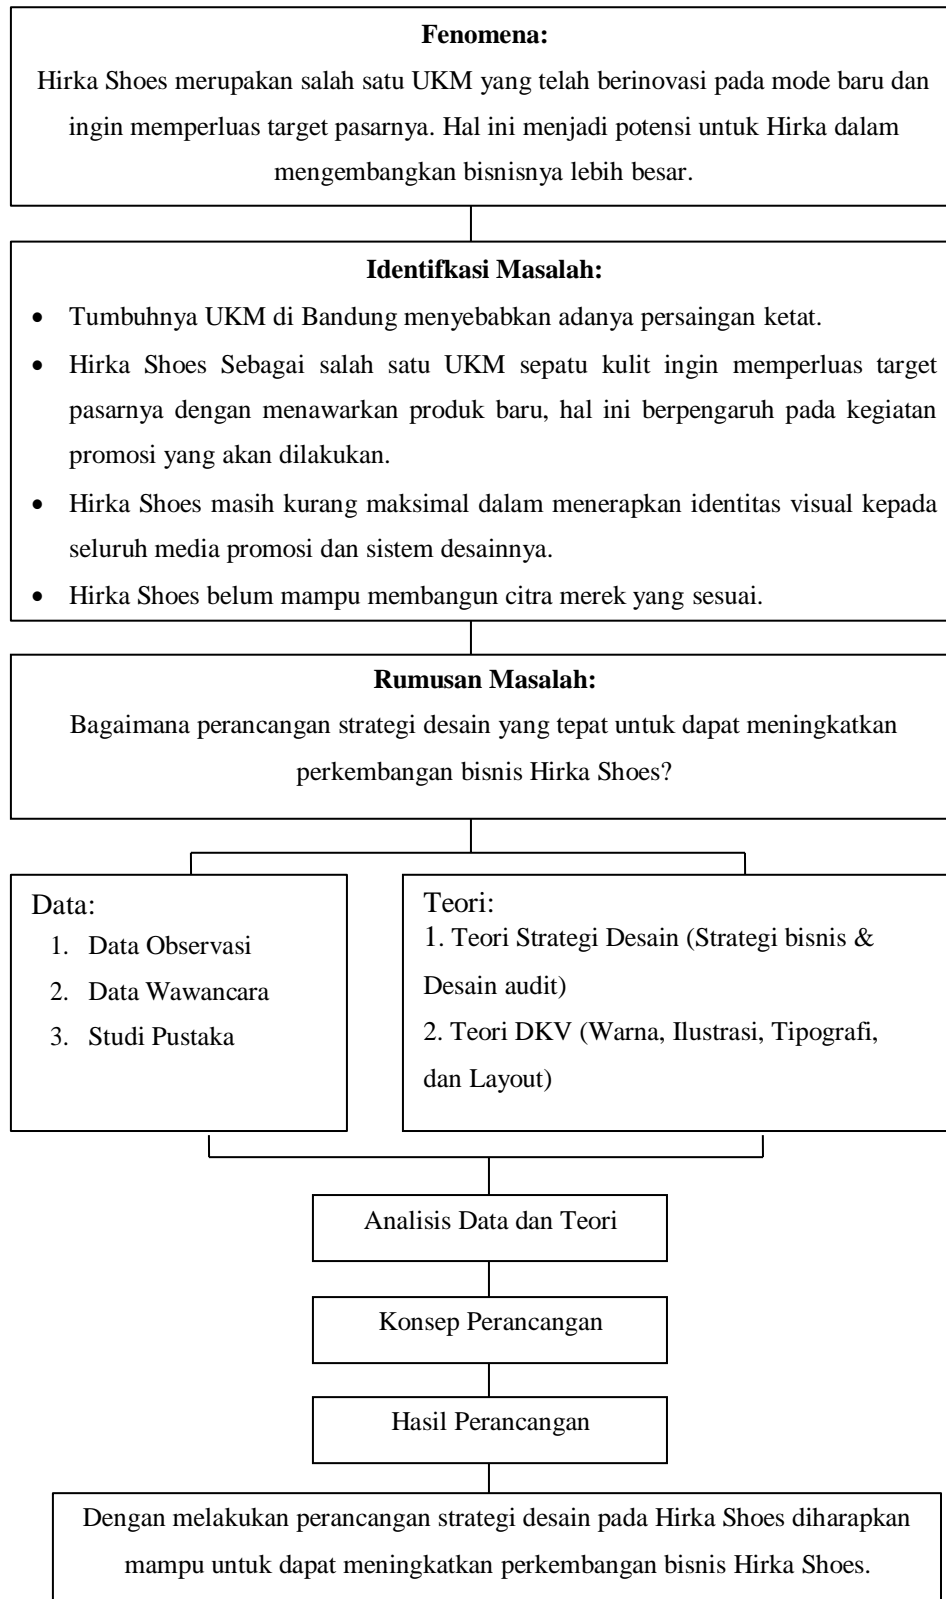 Fenomena:
Hirka Shoes merupakan salah satu UKM yang telah berinovasi pada mode baru dan
ingin memperluas target pasarnya. Hal ini menjadi potensi untuk Hirka dalam
mengembangkan bisnisnya lebih besar.
Identifkasi Masalah:
• Tumbuhnya UKM di Bandung menyebabkan adanya persaingan ketat.
• Hirka Shoes Sebagai salah satu UKM sepatu kulit ingin memperluas target
pasarnya dengan menawarkan produk baru, hal ini berpengaruh pada kegiatan
promosi yang akan dilakukan.
• Hirka Shoes masih kurang maksimal dalam menerapkan identitas visual kepada
seluruh media promosi dan sistem desainnya.
• Hirka Shoes belum mampu membangun citra merek yang sesuai.
Rumusan Masalah:
Bagaimana perancangan strategi desain yang tepat untuk dapat meningkatkan
perkembangan bisnis Hirka Shoes?
Data:
1. Data Observasi
2. Data Wawancara
3. Studi Pustaka
Teori:
1. Teori Strategi Desain (Strategi bisnis &
Desain audit)
2. Teori DKV (Warna, Ilustrasi, Tipografi,
dan Layout)
Analisis Data dan Teori
Konsep Perancangan
Hasil Perancangan
Dengan melakukan perancangan strategi desain pada Hirka Shoes diharapkan
mampu untuk dapat meningkatkan perkembangan bisnis Hirka Shoes.